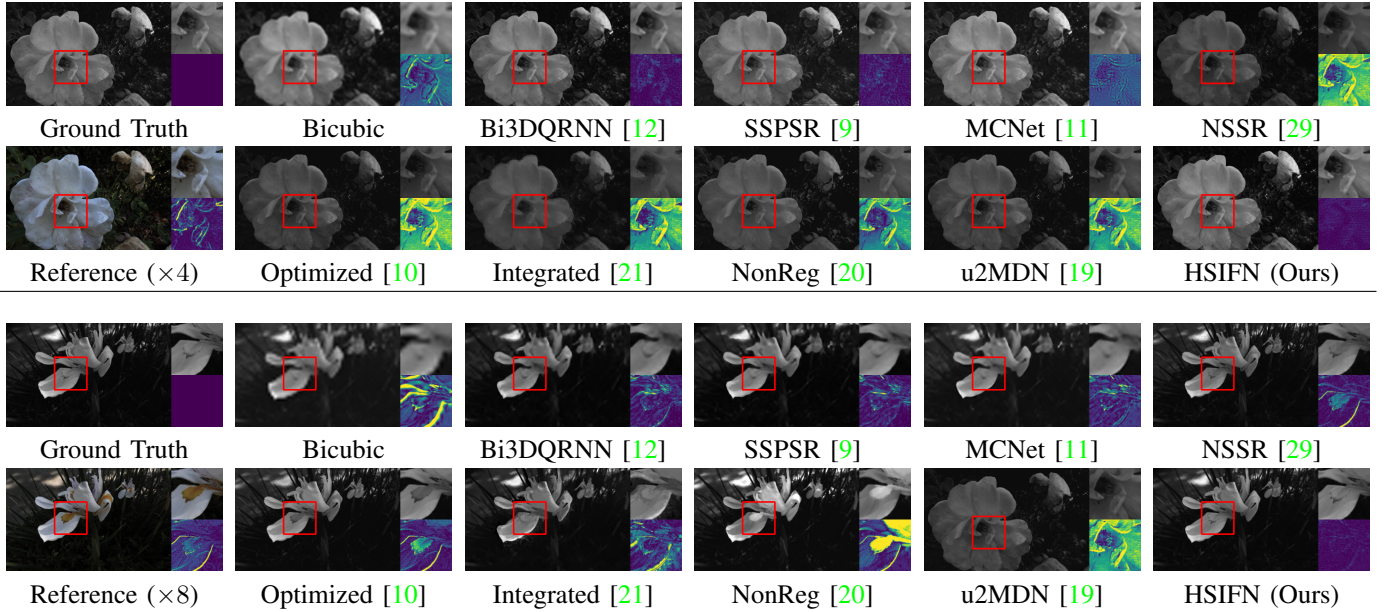 Ground Truth Bicubic Bi3DQRNN [12] SSPSR [9] MCNet [11] NSSR [29]
Reference (×4) Optimized [10] Integrated [21] NonReg [20] u2MDN [19] HSIFN (Ours)
Ground Truth Bicubic Bi3DQRNN [12] SSPSR [9] MCNet [11] NSSR [29]
Reference (×8) Optimized [10] Integrated [21] NonReg [20] u2MDN [19] HSIFN (Ours)